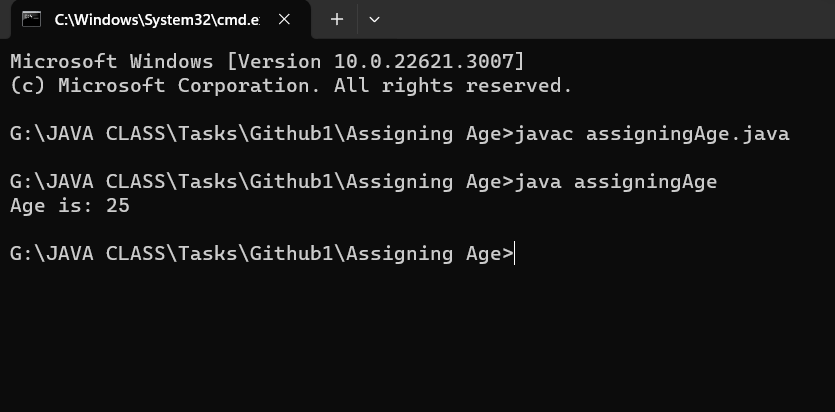 C:\Windows\System32\cmd.e
Microsoft Windows [Version 10.0.22621.3007]
(c) Microsoft Corporation. All rights reserved.
G:\JAVA CLASS\Tasks\Github1\Assigning Age>javac assigningAge.java
G:\JAVA CLASS\Tasks\Github1\Assigning Age>java assigningAge
Age is: 25
G:\JAVA CLASS\Tasks\Github1\Assigning Age>